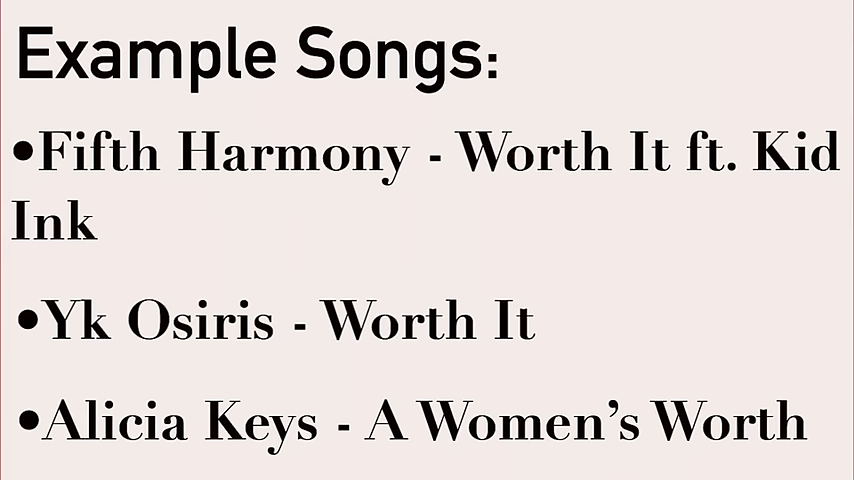 Example Songs:
•Fifth Harmony - Worth It ft. Kid
Ink
•Yk Osiris - Worth It
•Alicia Keys - A Women’s Worth